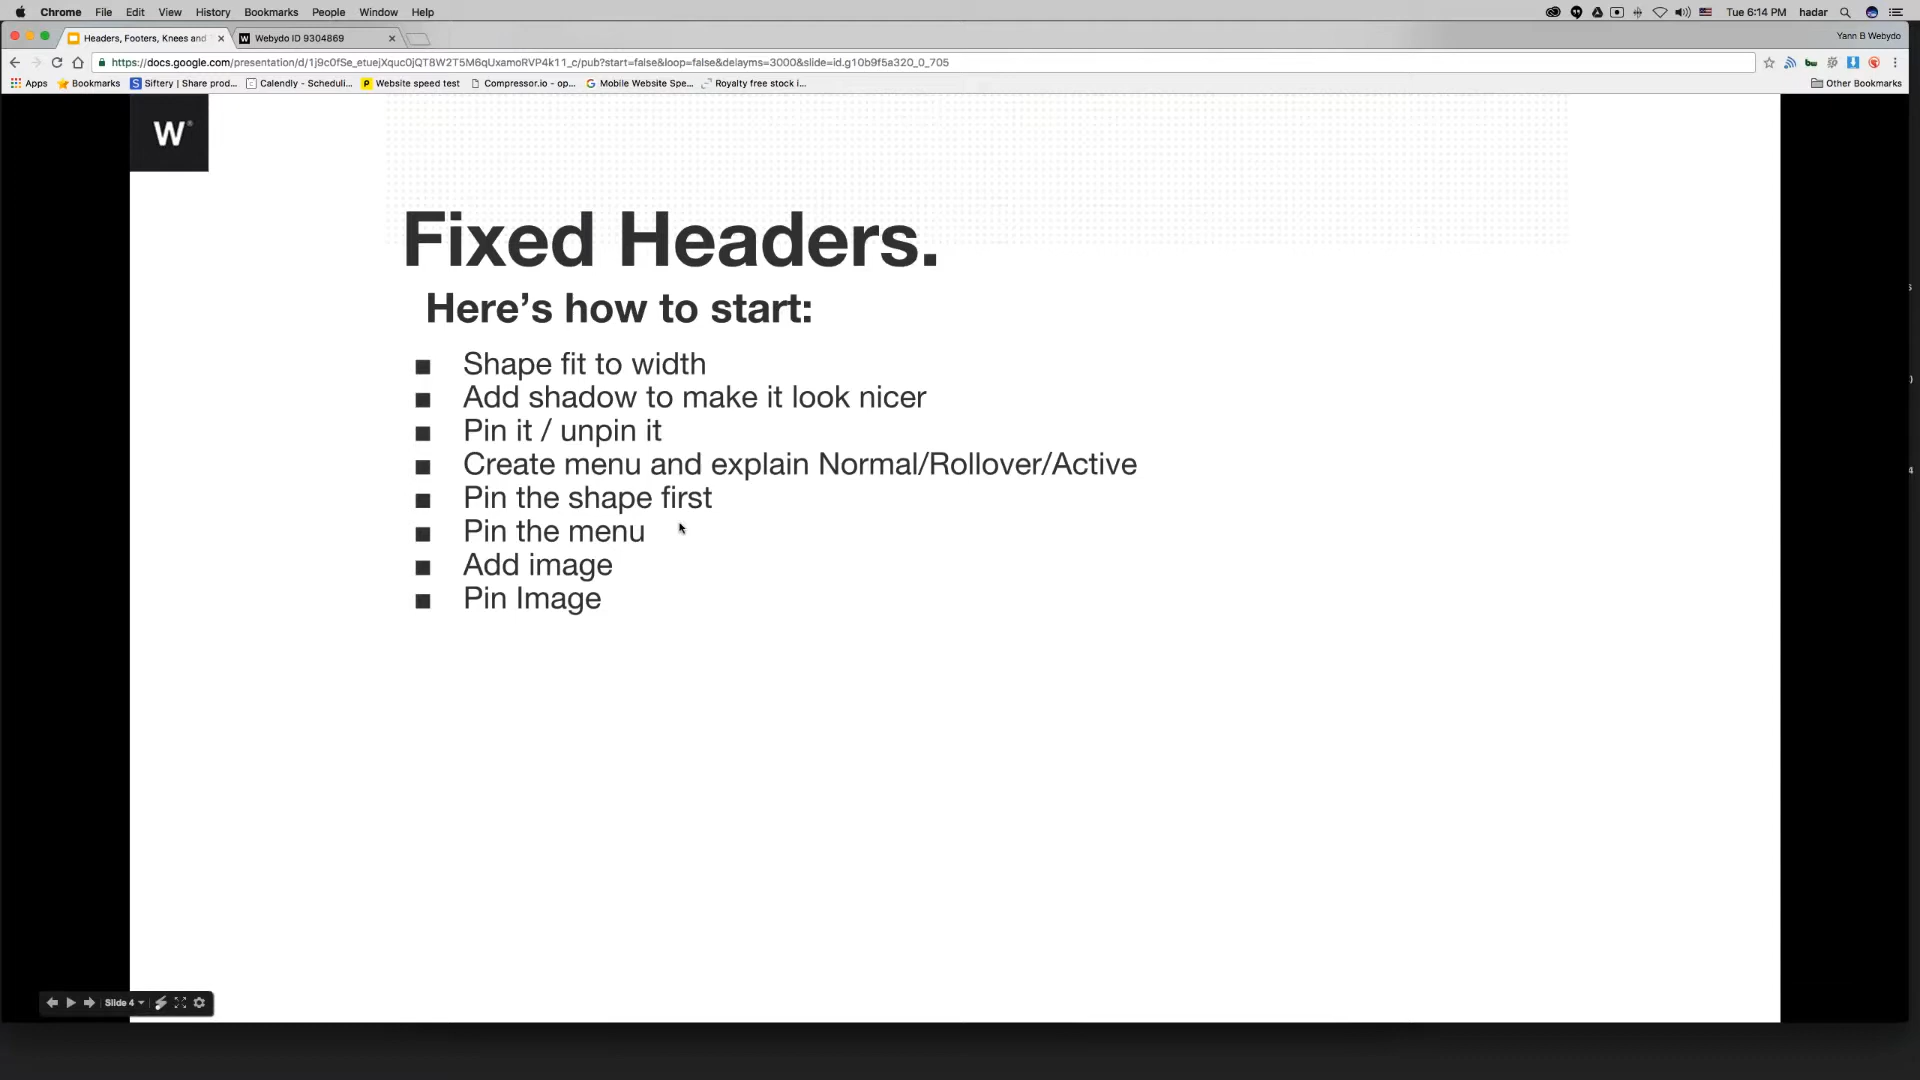 Chrome File Edit View History Bookmarks People Window Help Tue 6:14 PM hadar
Headers, Footers, Knees and Webydo ID 9304869 Yann B Webydo
https://docs.google.com/presentation/d/1j9c0fSe_etuejXquc0jQT8W2T5M6qUxamoRVP4k11_c/pub?start=false&loop=false&delayms=3000&slide=id.g10b9f5a320_0_705
Apps Bookmarks Siftery | Share prod... Calendly - Scheduli... Website speed test Compressor.io - op... Mobile Website Spe... Royalty free stock i... Other Bookmarks
W
Fixed Headers.
Here’s how to start:
■ Shape fit to width
■ Add shadow to make it look nicer
■ Pin it / unpin it
■ Create menu and explain Normal/Rollover/Active
■ Pin the shape first
■ Pin the menu
■ Add image
■ Pin Image
Slide 4